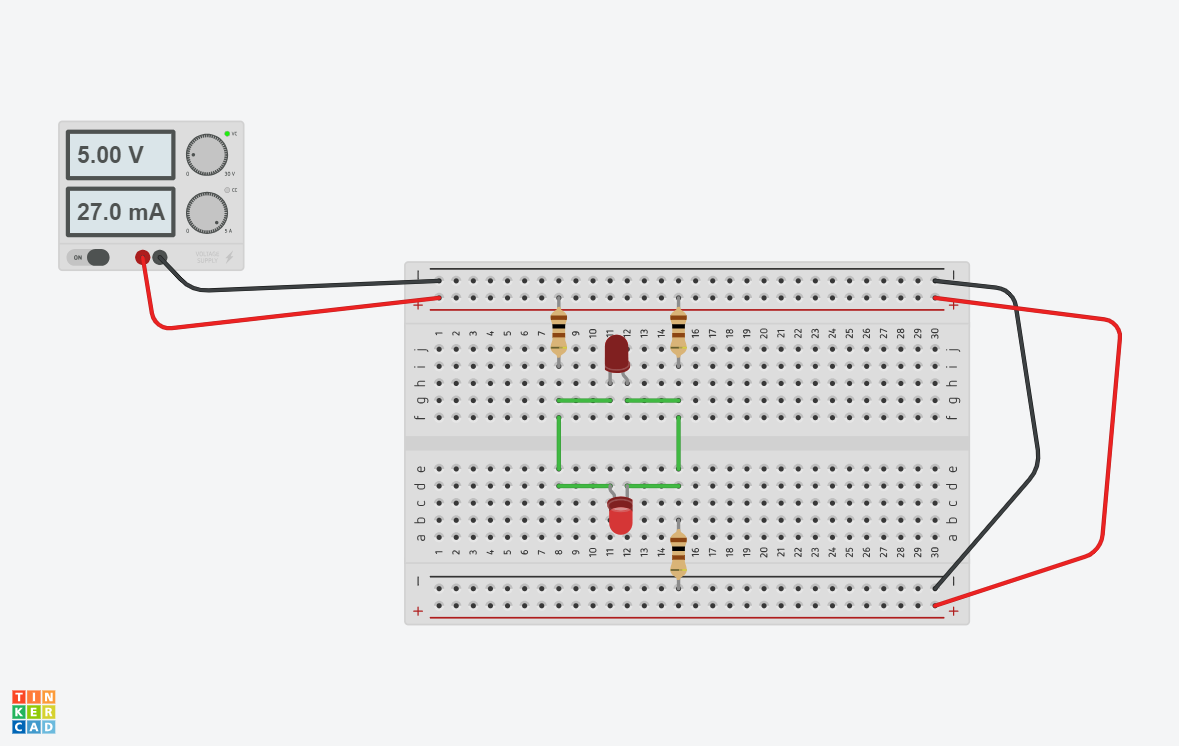 VC
5.00 V
0 30 V
CC
27.0 mA
0 5 A
ON
VOLTAGE
SUPPLY
− −
+ +
1 2 3 4 5 6 7 8 9 10 11 12 13 14 16 17 18 19 20 21 22 23 24 25 26 27 28 29 30
j j
i i
h h
g g
f f
e e
d d
c c
b b
a a
1 2 3 4 5 6 7 8 9 10 11 12 13 14 16 17 18 19 20 21 22 23 24 25 26 27 28 29 30
− −
+ +
TIN
KER
CAD